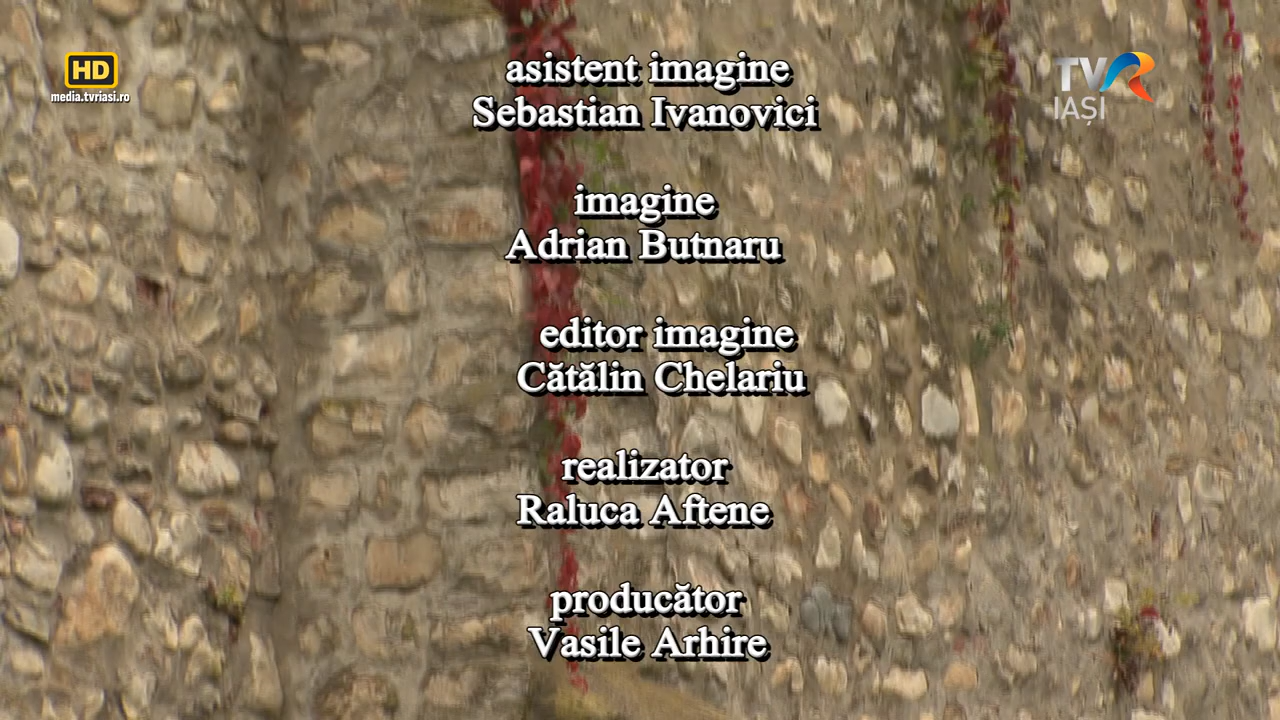 HD
media.tvriasi.ro
TVR
IAȘI
asistent imagine
Sebastian Ivanovici
imagine
Adrian Butnaru
editor imagine
Cătălin Chelariu
realizator
Raluca Aftene
producător
Vasile Arhire